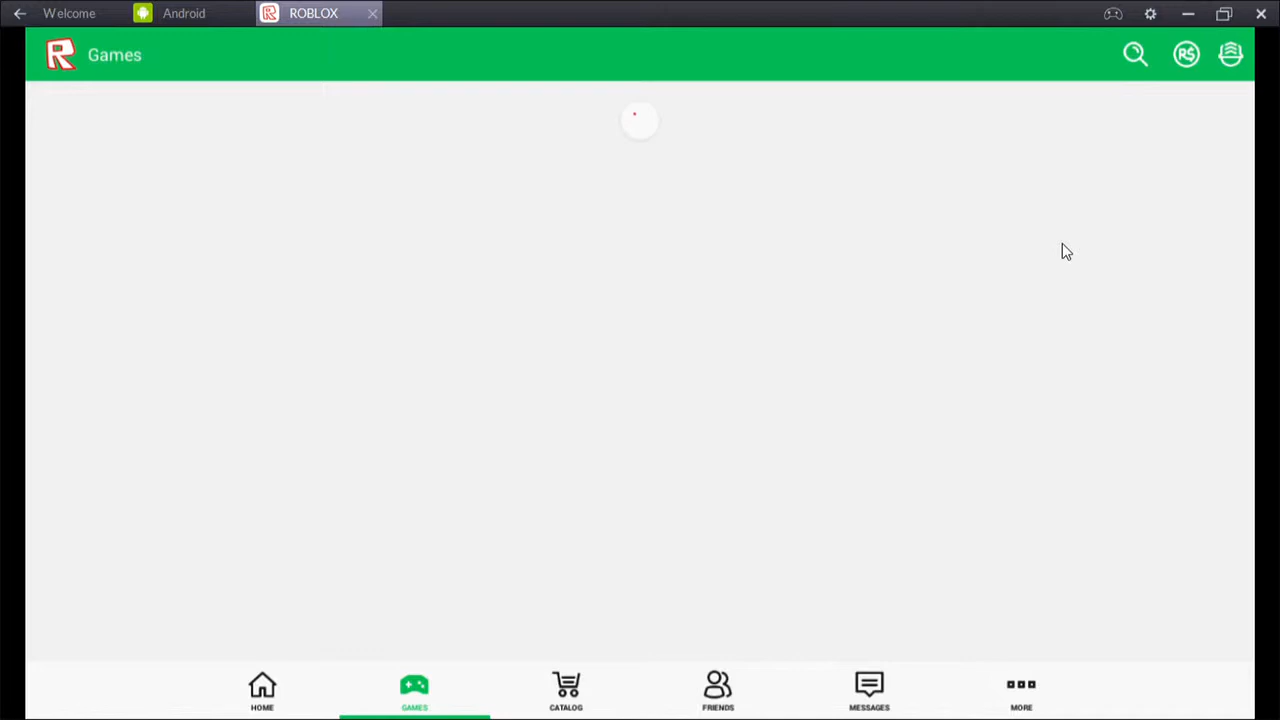 Welcome
Android
ROBLOX
R Games
R$
HOME
GAMES
CATALOG
FRIENDS
MESSAGES
MORE